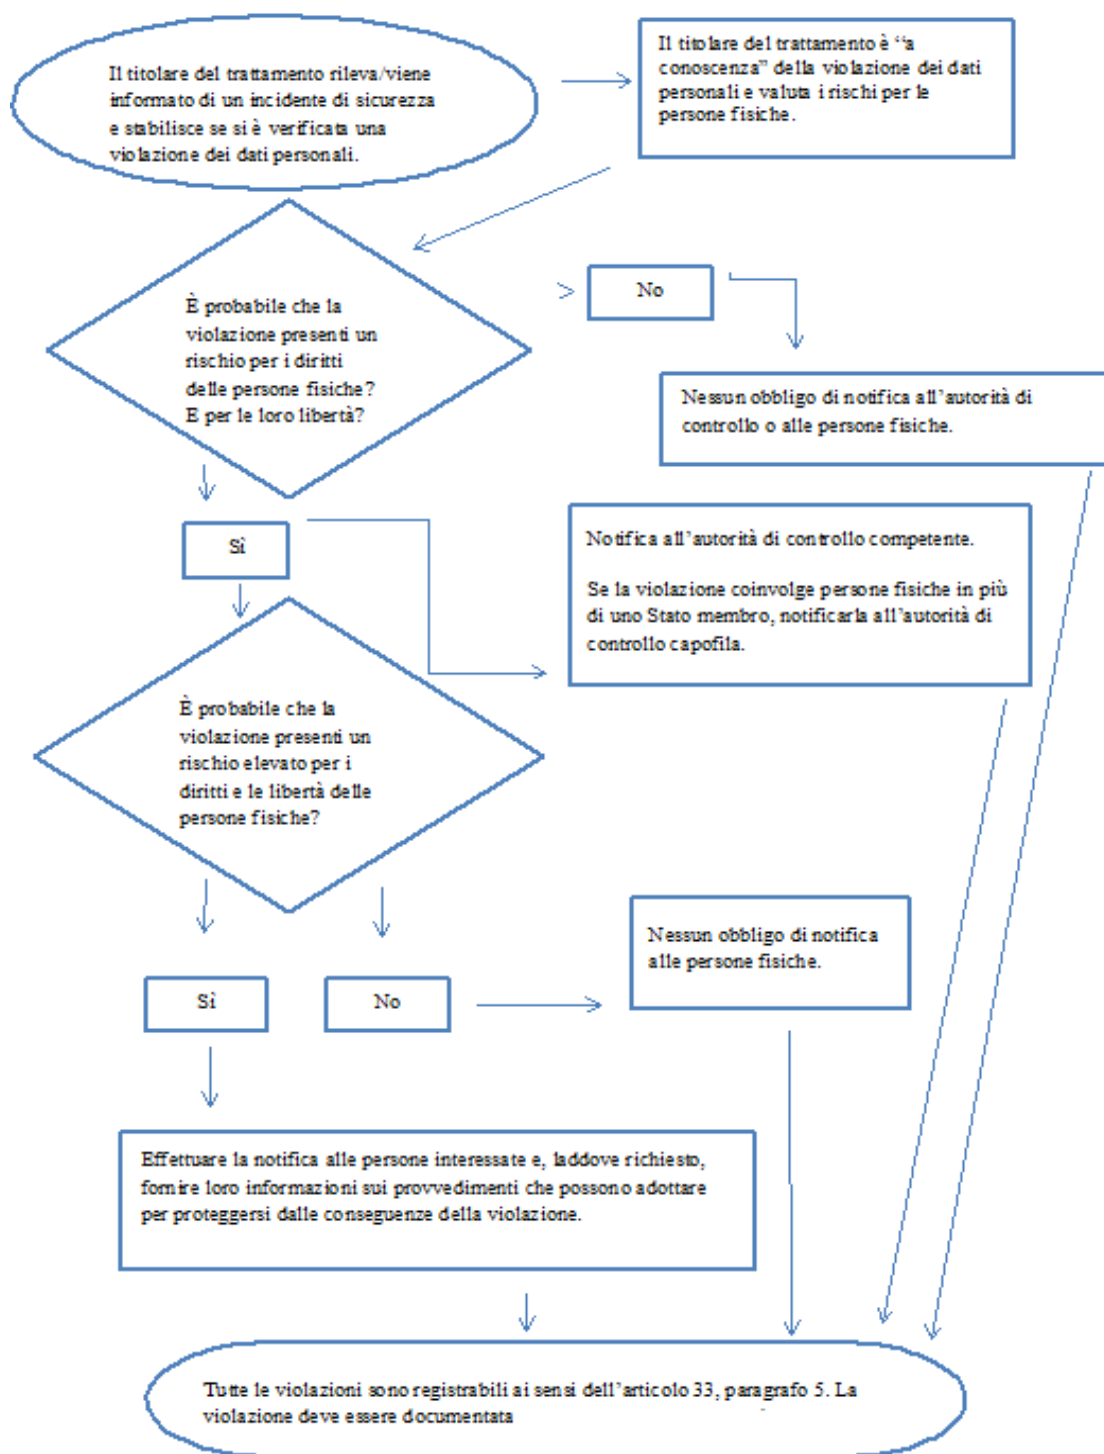 Il titolare del trattamento rileva/viene
informato di un incidente di sicurezza
e stabilisce se si è verificata una
violazione dei dati personali.
Il titolare del trattamento è “a
conoscenza” della violazione dei dati
personali e valuta i rischi per le
persone fisiche.
È probabile che la
violazione presenti un
rischio per i diritti
delle persone fisiche?
E per le loro libertà?
No
Nessun obbligo di notifica all’autorità di
controllo o alle persone fisiche.
Sì
Notifica all’autorità di controllo competente.
Se la violazione coinvolge persone fisiche in più
di uno Stato membro, notificarla all’autorità di
controllo capofila.
È probabile che la
violazione presenti un
rischio elevato per i
diritti e le libertà delle
persone fisiche?
Sì
No
Nessun obbligo di notifica
alle persone fisiche.
Effettuare la notifica alle persone interessate e, laddove richiesto,
fornire loro informazioni sui provvedimenti che possono adottare
per proteggersi dalle conseguenze della violazione.
Tutte le violazioni sono registrabili ai sensi dell’articolo 33, paragrafo 5. La
violazione deve essere documentata